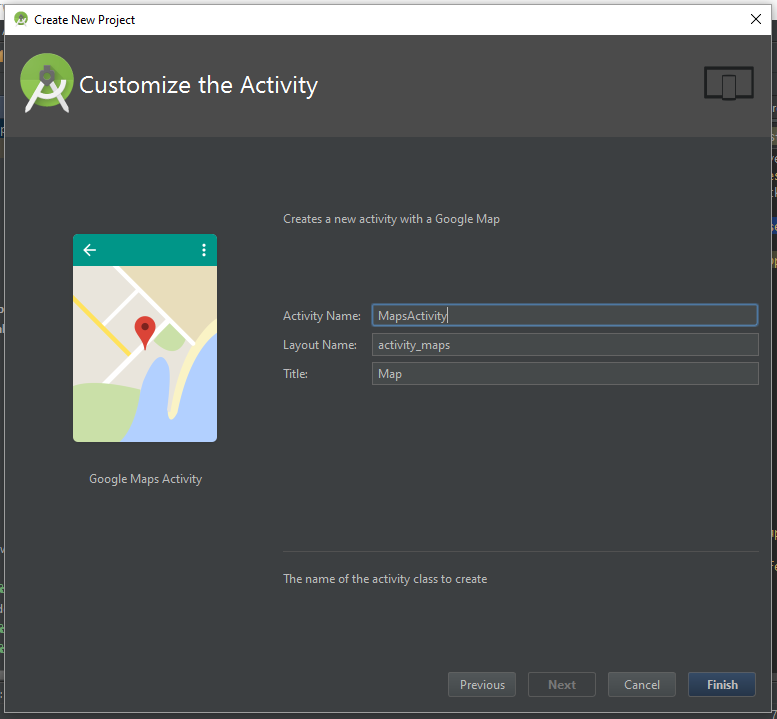 Create New Project
Customize the Activity
Creates a new activity with a Google Map
Activity Name: MapsActivity
Layout Name: activity_maps
Title: Map
Google Maps Activity
The name of the activity class to create
Previous Next Cancel Finish